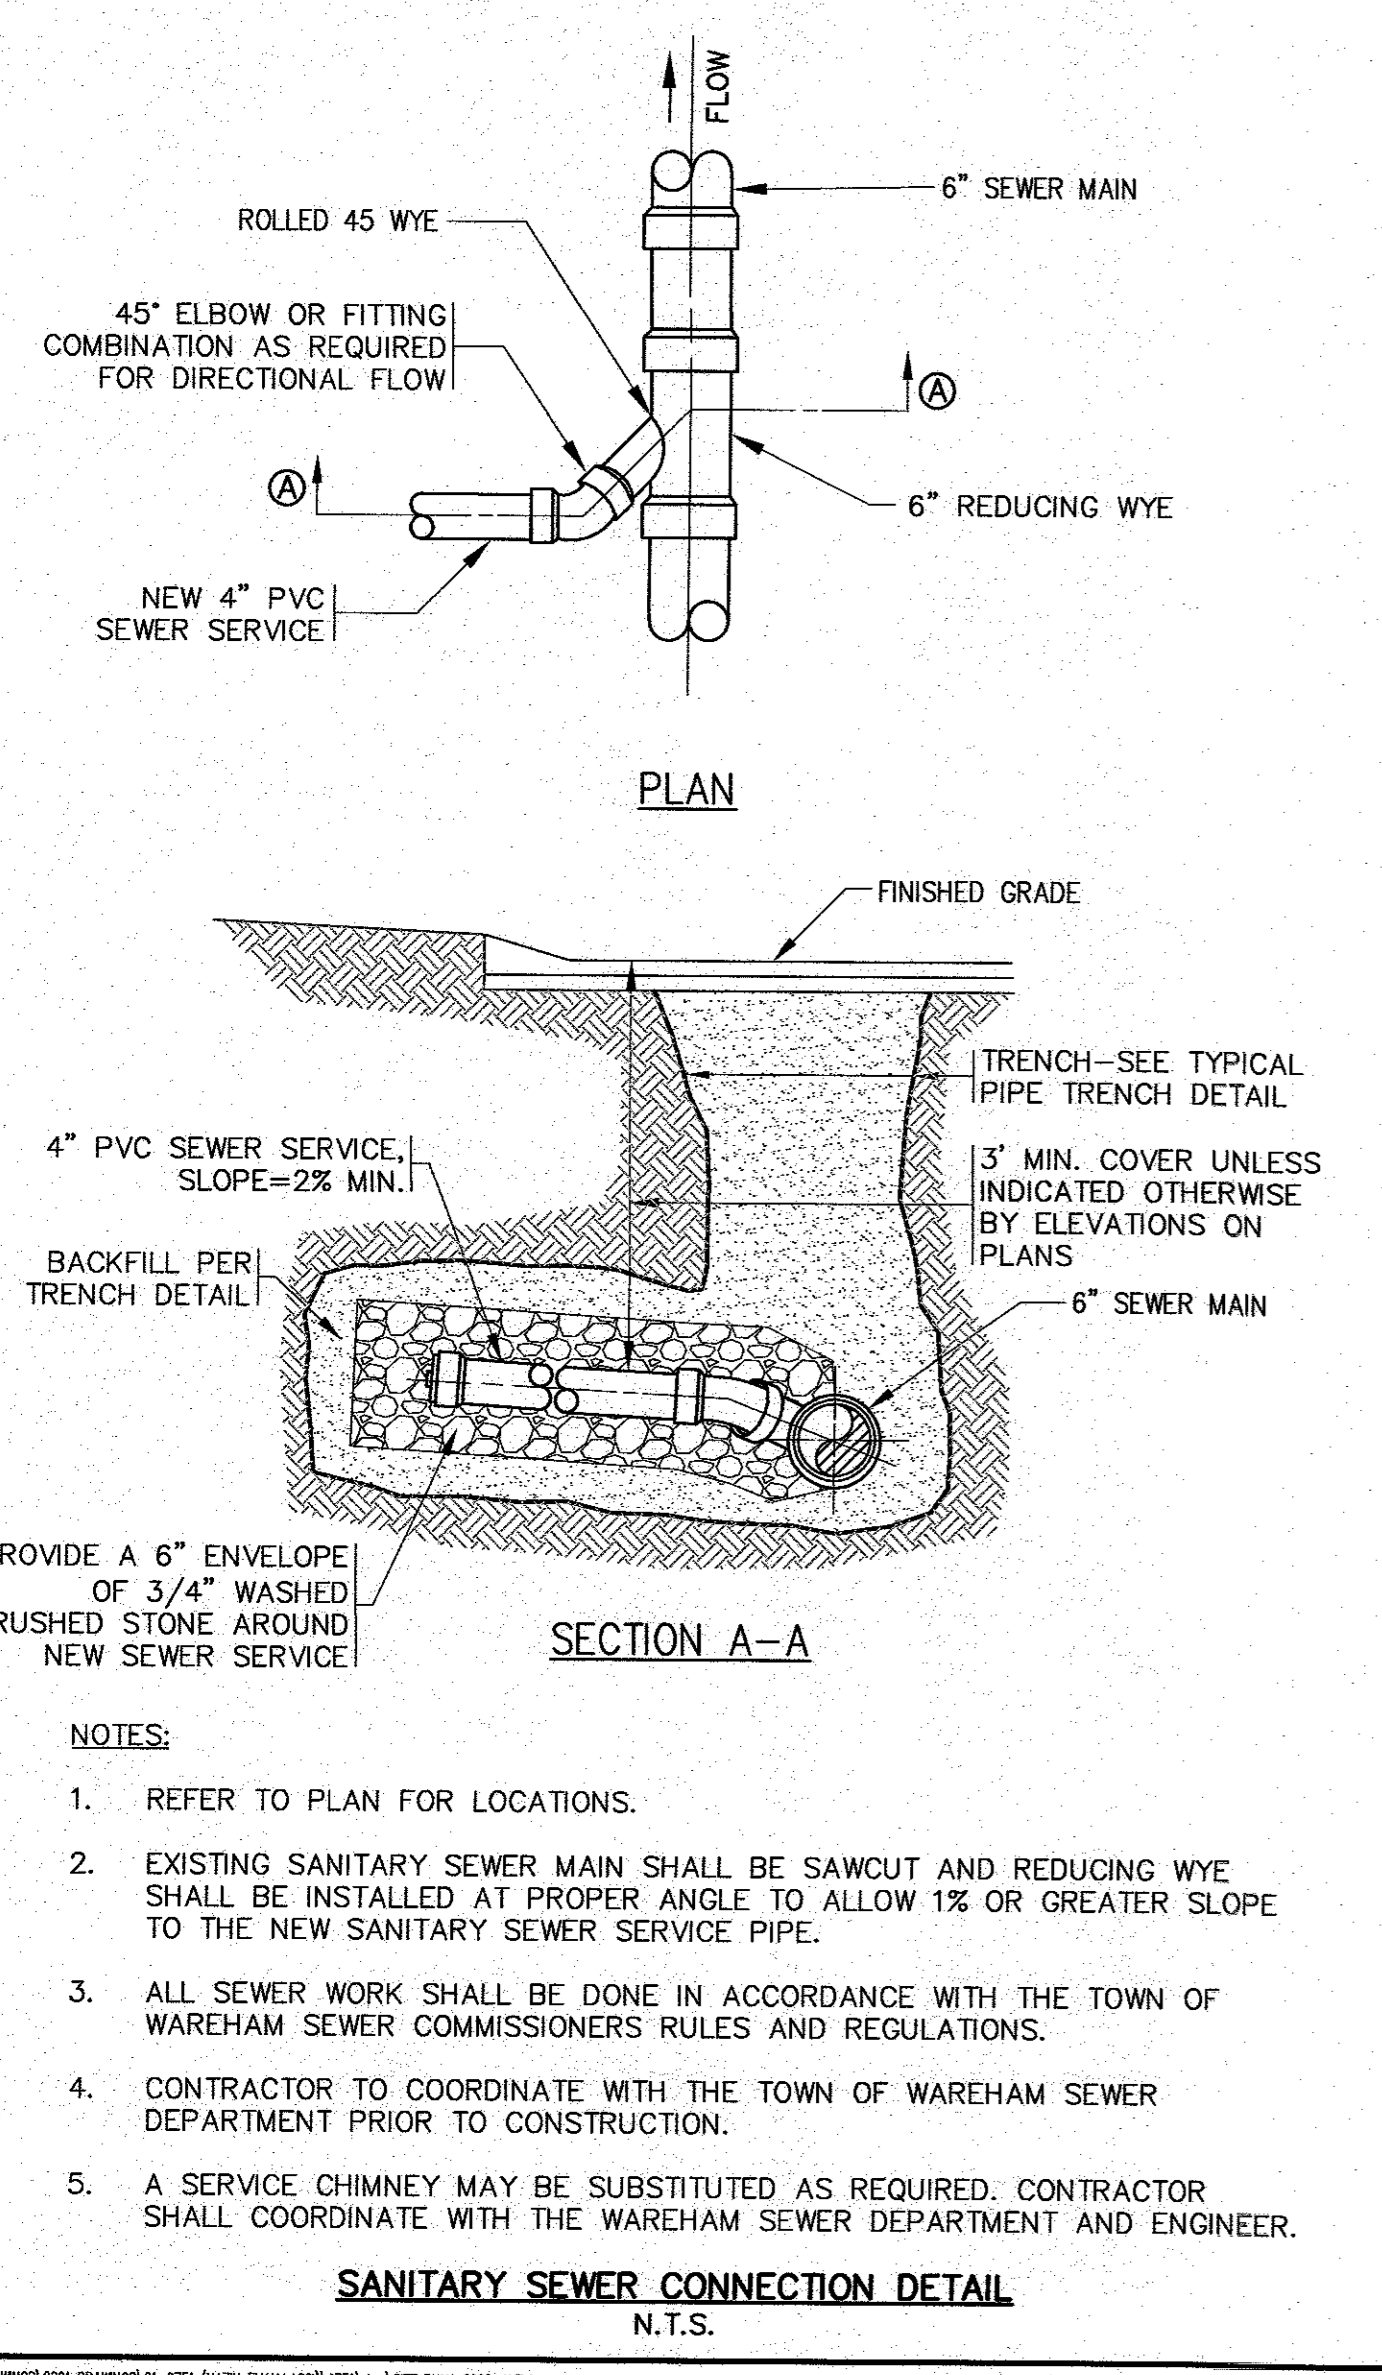 FLOW
6" SEWER MAIN
ROLLED 45 WYE
45° ELBOW OR FITTING
COMBINATION AS REQUIRED
FOR DIRECTIONAL FLOW
A
A
6" REDUCING WYE
NEW 4" PVC
SEWER SERVICE
PLAN
FINISHED GRADE
TRENCH-SEE TYPICAL
PIPE TRENCH DETAIL
4" PVC SEWER SERVICE,
SLOPE=2% MIN.
3' MIN. COVER UNLESS
INDICATED OTHERWISE
BY ELEVATIONS ON
PLANS
BACKFILL PER
TRENCH DETAIL
6" SEWER MAIN
ROVIDE A 6" ENVELOPE
OF 3/4" WASHED
RUSHED STONE AROUND
NEW SEWER SERVICE
SECTION A-A
NOTES:
1. REFER TO PLAN FOR LOCATIONS.
2. EXISTING SANITARY SEWER MAIN SHALL BE SAWCUT AND REDUCING WYE
SHALL BE INSTALLED AT PROPER ANGLE TO ALLOW 1% OR GREATER SLOPE
TO THE NEW SANITARY SEWER SERVICE PIPE.
3. ALL SEWER WORK SHALL BE DONE IN ACCORDANCE WITH THE TOWN OF
WAREHAM SEWER COMMISSIONERS RULES AND REGULATIONS.
4. CONTRACTOR TO COORDINATE WITH THE TOWN OF WAREHAM SEWER
DEPARTMENT PRIOR TO CONSTRUCTION.
5. A SERVICE CHIMNEY MAY BE SUBSTITUTED AS REQUIRED. CONTRACTOR
SHALL COORDINATE WITH THE WAREHAM SEWER DEPARTMENT AND ENGINEER.
SANITARY SEWER CONNECTION DETAIL
N.T.S.